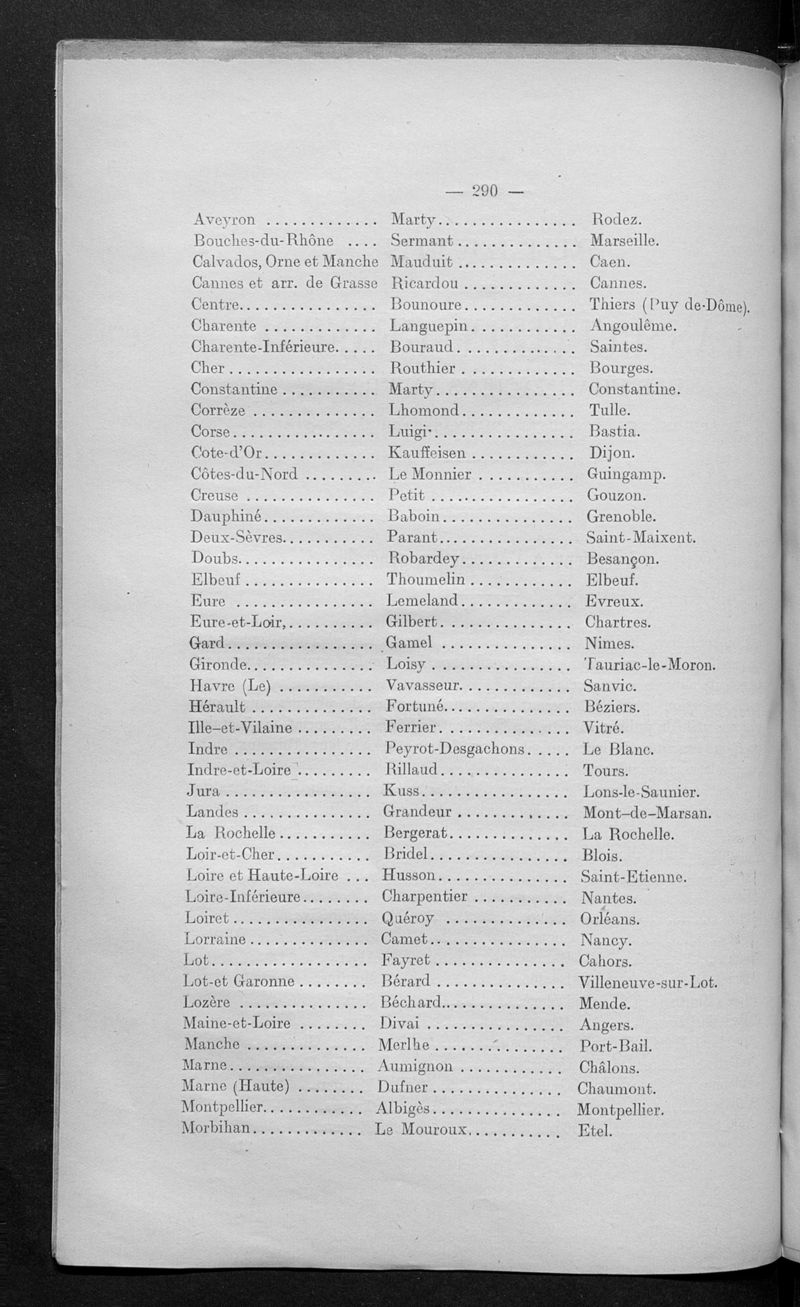 — 290 —
Aveyron ............. Marty................ Rodez.
Bouches-du-Rhône .... Sermant.............. Marseille.
Calvados, Orne et Manche Mauduit .............. Caen.
Cannes et arr. de Grasse Ricardou ............. Cannes.
Centre................ Bounoure............. Thiers (Puy de-Dôme).
Charente ............. Languepin............ Angoulême.
Charente-Inférieure..... Bouraud.............. Saintes.
Cher ................. Routhier ............. Bourges.
Constantine ........... Marty................ Constantine.
Corrèze .............. Lhomond............. Tulle.
Corse................. Luigi................. Bastia.
Cote-d'Or............. Kauffeisen ............ Dijon.
Côtes-du-Nord ......... Le Monnier ........... Guingamp.
Creuse ............... Petit ................. Gouzon.
Dauphiné............. Baboin............... Grenoble.
Deux-Sèvres........... Parant................ Saint-Maixent.
Doubs................ Robardey............. Besançon.
Elbeuf ............... Thoumelin ............ Elbeuf.
Eure ................ Lemeland............. Evreux.
Eure-et-Loir,.......... Gilbert............... Chartres.
Gard................. Gamel ............... Nimes.
Gironde............... Loisy ................ Tauriac-le-Moron.
Havre (Le) ........... Vavasseur............. Sanvic.
Hérault .............. Fortuné............... Béziers.
Ille-et-Vilaine ......... Ferrier............... Vitré.
Indre ................ Peyrot-Desgachons..... Le Blanc.
Indre-et-Loire ......... Rillaud............... Tours.
Jura ................. Kuss................. Lons-le-Saunier.
Landes ............... Grandeur ............. Mont-de-Marsan.
La Rochelle ........... Bergerat.............. La Rochelle.
Loir-et-Cher........... Bridel................ Blois.
Loire et Haute-Loire ... Husson............... Saint-Etienne.
Loire-Inférieure........ Charpentier ........... Nantes.
Loiret ................ Quéroy .............. Orléans.
Lorraine .............. Camet................ Nancy.
Lot.................. Fayret............... Cahors.
Lot-et Garonne ........ Bérard ............... Villeneuve-sur-Lot.
Lozère ............... Béchard............... Mende.
Maine-et-Loire ........ Divai ................ Angers.
Manche .............. Merlhe ............... Port-Bail.
Marne................ Aumignon ............ Châlons.
Marne (Haute) ........ Dufner ............... Chaumont.
Montpellier............ Albigès............... Montpellier.
Morbihan............. Le Mouroux........... Etel.